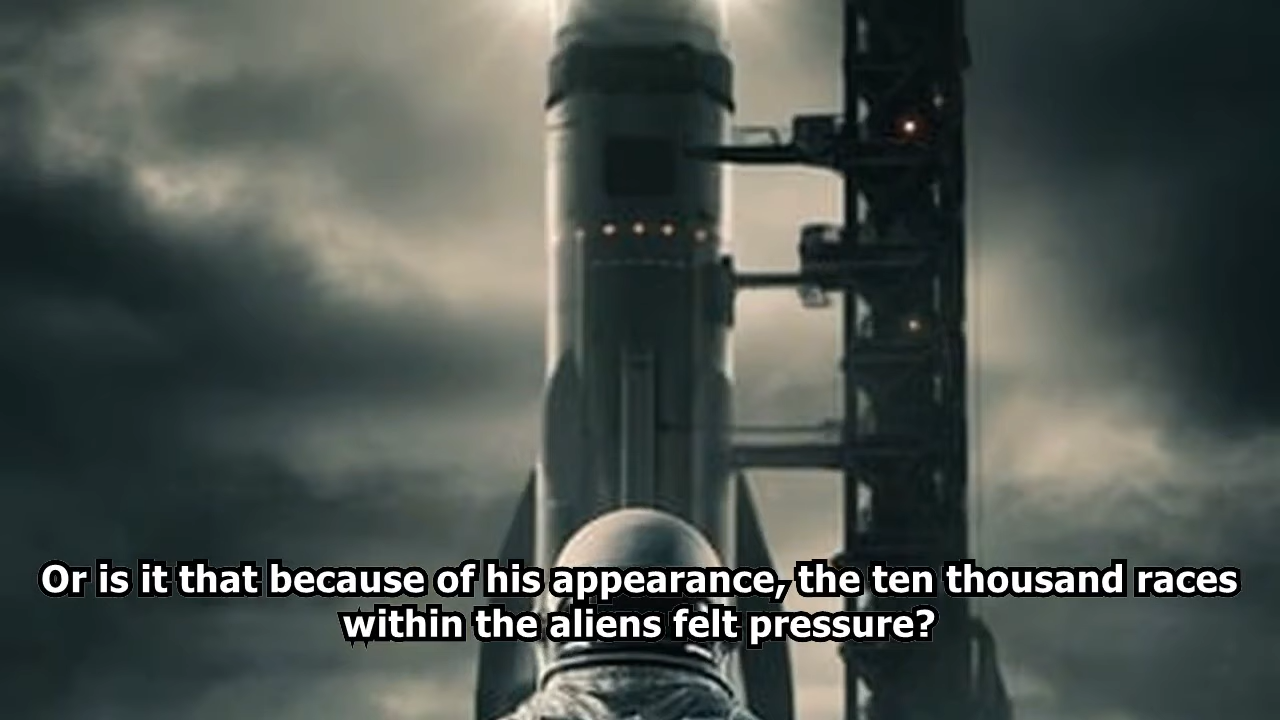 Or is it that because of his appearance, the ten thousand races
within the aliens felt pressure?